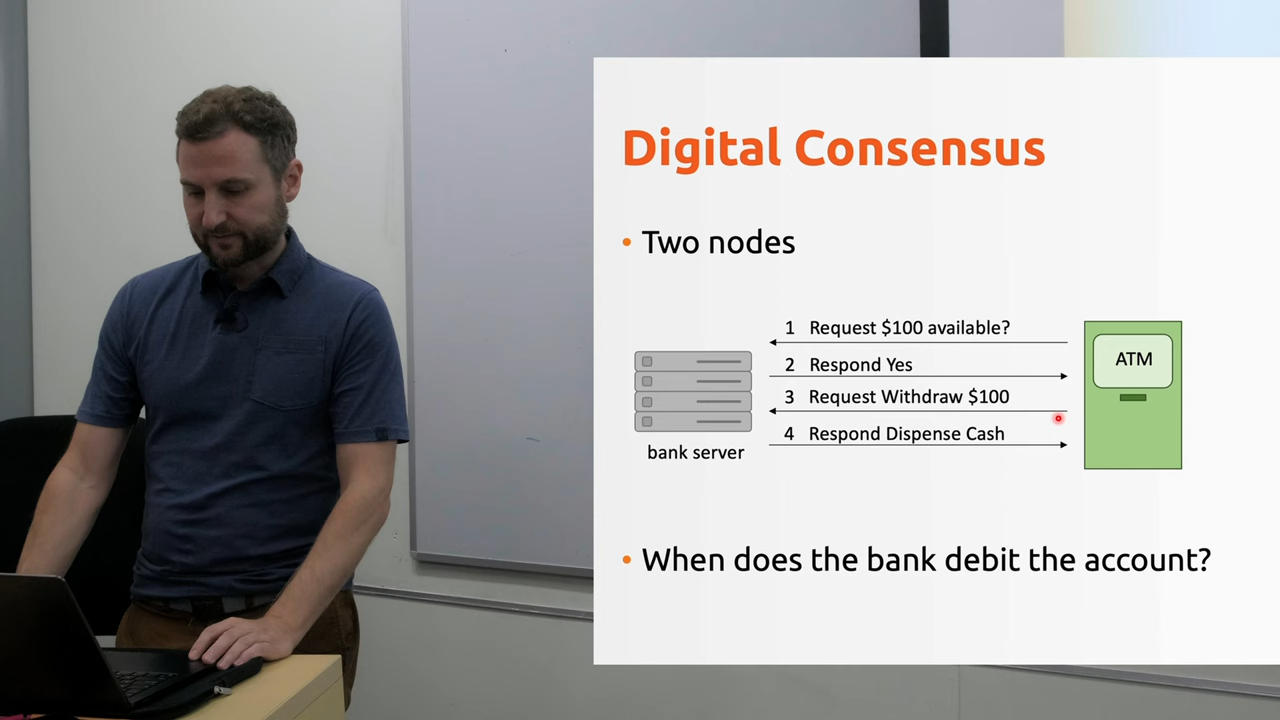 Digital Consensus
• Two nodes
1 Request $100 available?
2 Respond Yes
3 Request Withdraw $100
4 Respond Dispense Cash
bank server
ATM
• When does the bank debit the account?